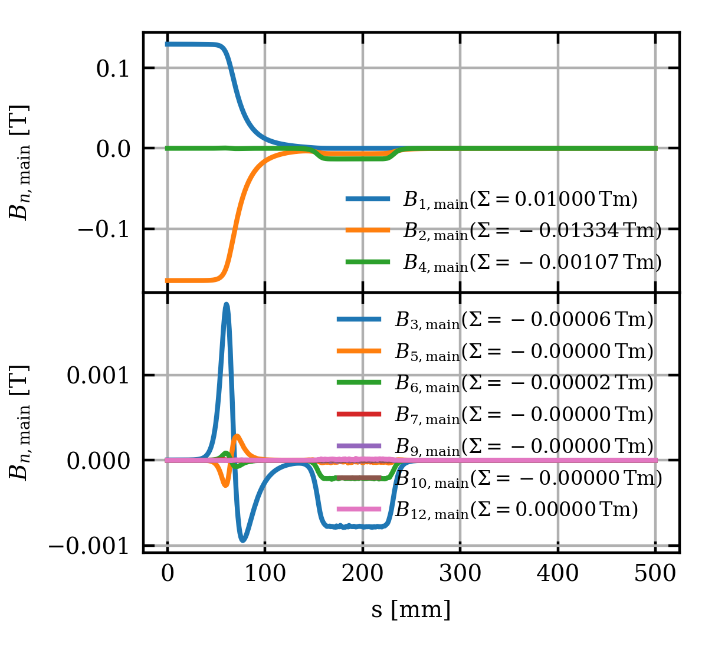 0.1
0.0
−0.1
B_{n, main} [T]
B_{1, main}(Σ = 0.01000 Tm)
B_{2, main}(Σ = − 0.01334 Tm)
B_{4, main}(Σ = − 0.00107 Tm)
0.001
0.000
−0.001
B_{n, main} [T]
B_{3, main}(Σ = − 0.00006 Tm)
B_{5, main}(Σ = − 0.00000 Tm)
B_{6, main}(Σ = − 0.00002 Tm)
B_{7, main}(Σ = − 0.00000 Tm)
B_{9, main}(Σ = − 0.00000 Tm)
B_{10, main}(Σ = − 0.00000 Tm)
B_{12, main}(Σ = 0.00000 Tm)
0 100 200 300 400 500
s [mm]